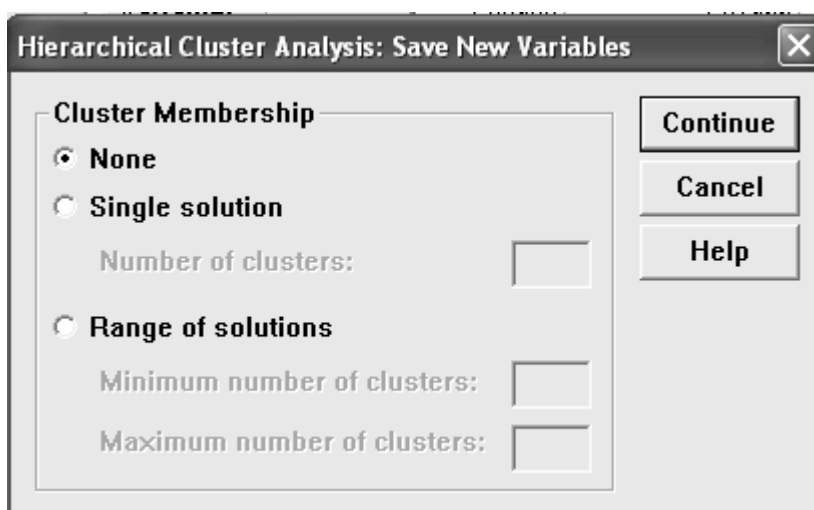 Hierarchical Cluster Analysis: Save New Variables
Cluster Membership
None
Single solution
Number of clusters:
Range of solutions
Minimum number of clusters:
Maximum number of clusters:
Continue
Cancel
Help